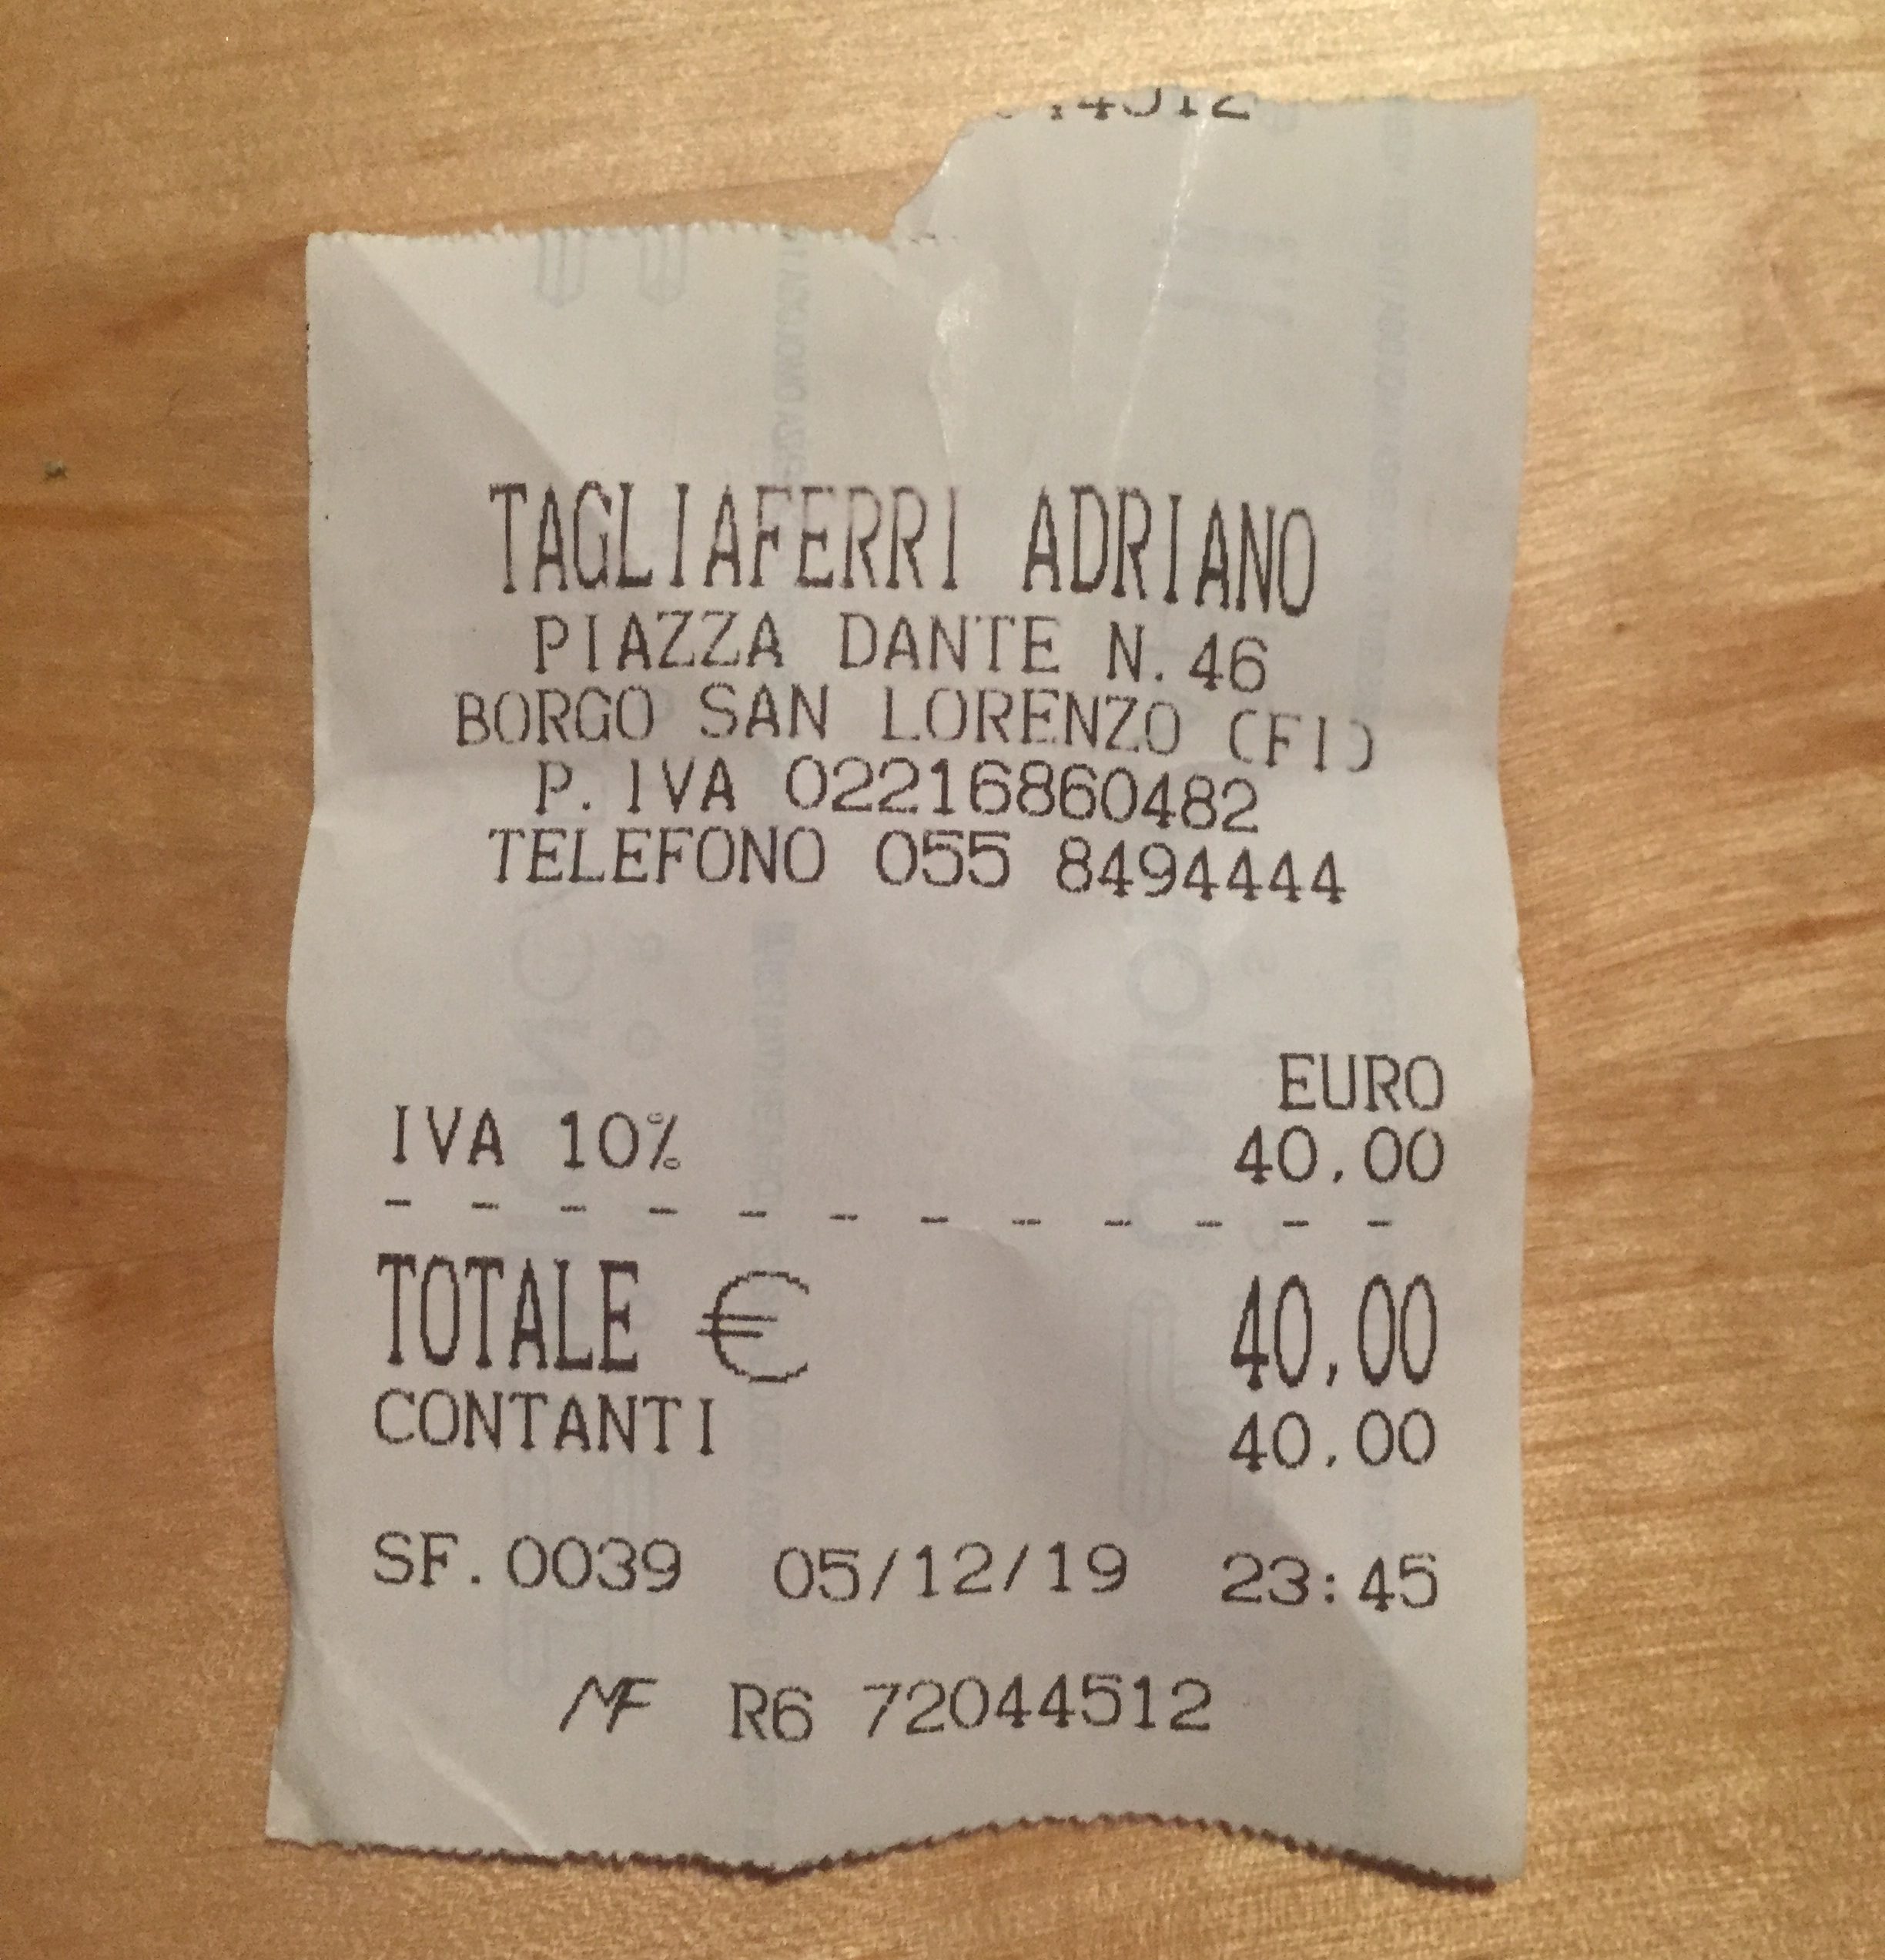 TAGLIAFERRI ADRIANO
PIAZZA DANTE N.46
BORGO SAN LORENZO (FI)
P.IVA 02216860482
TELEFONO 055 8494444
EURO
IVA 10% 40,00
- - - - - - - - - - - -
TOTALE € 40,00
CONTANTI 40,00
SF.0039 05/12/19 23:45
MF R6 72044512